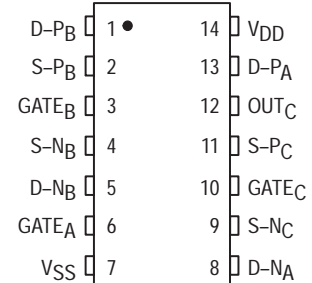 D–PB 1 14 VDD
S–PB 2 13 D–PA
GATEB 3 12 OUTC
S–NB 4 11 S–PC
D–NB 5 10 GATEC
GATEA 6 9 S–NC
VSS 7 8 D–NA